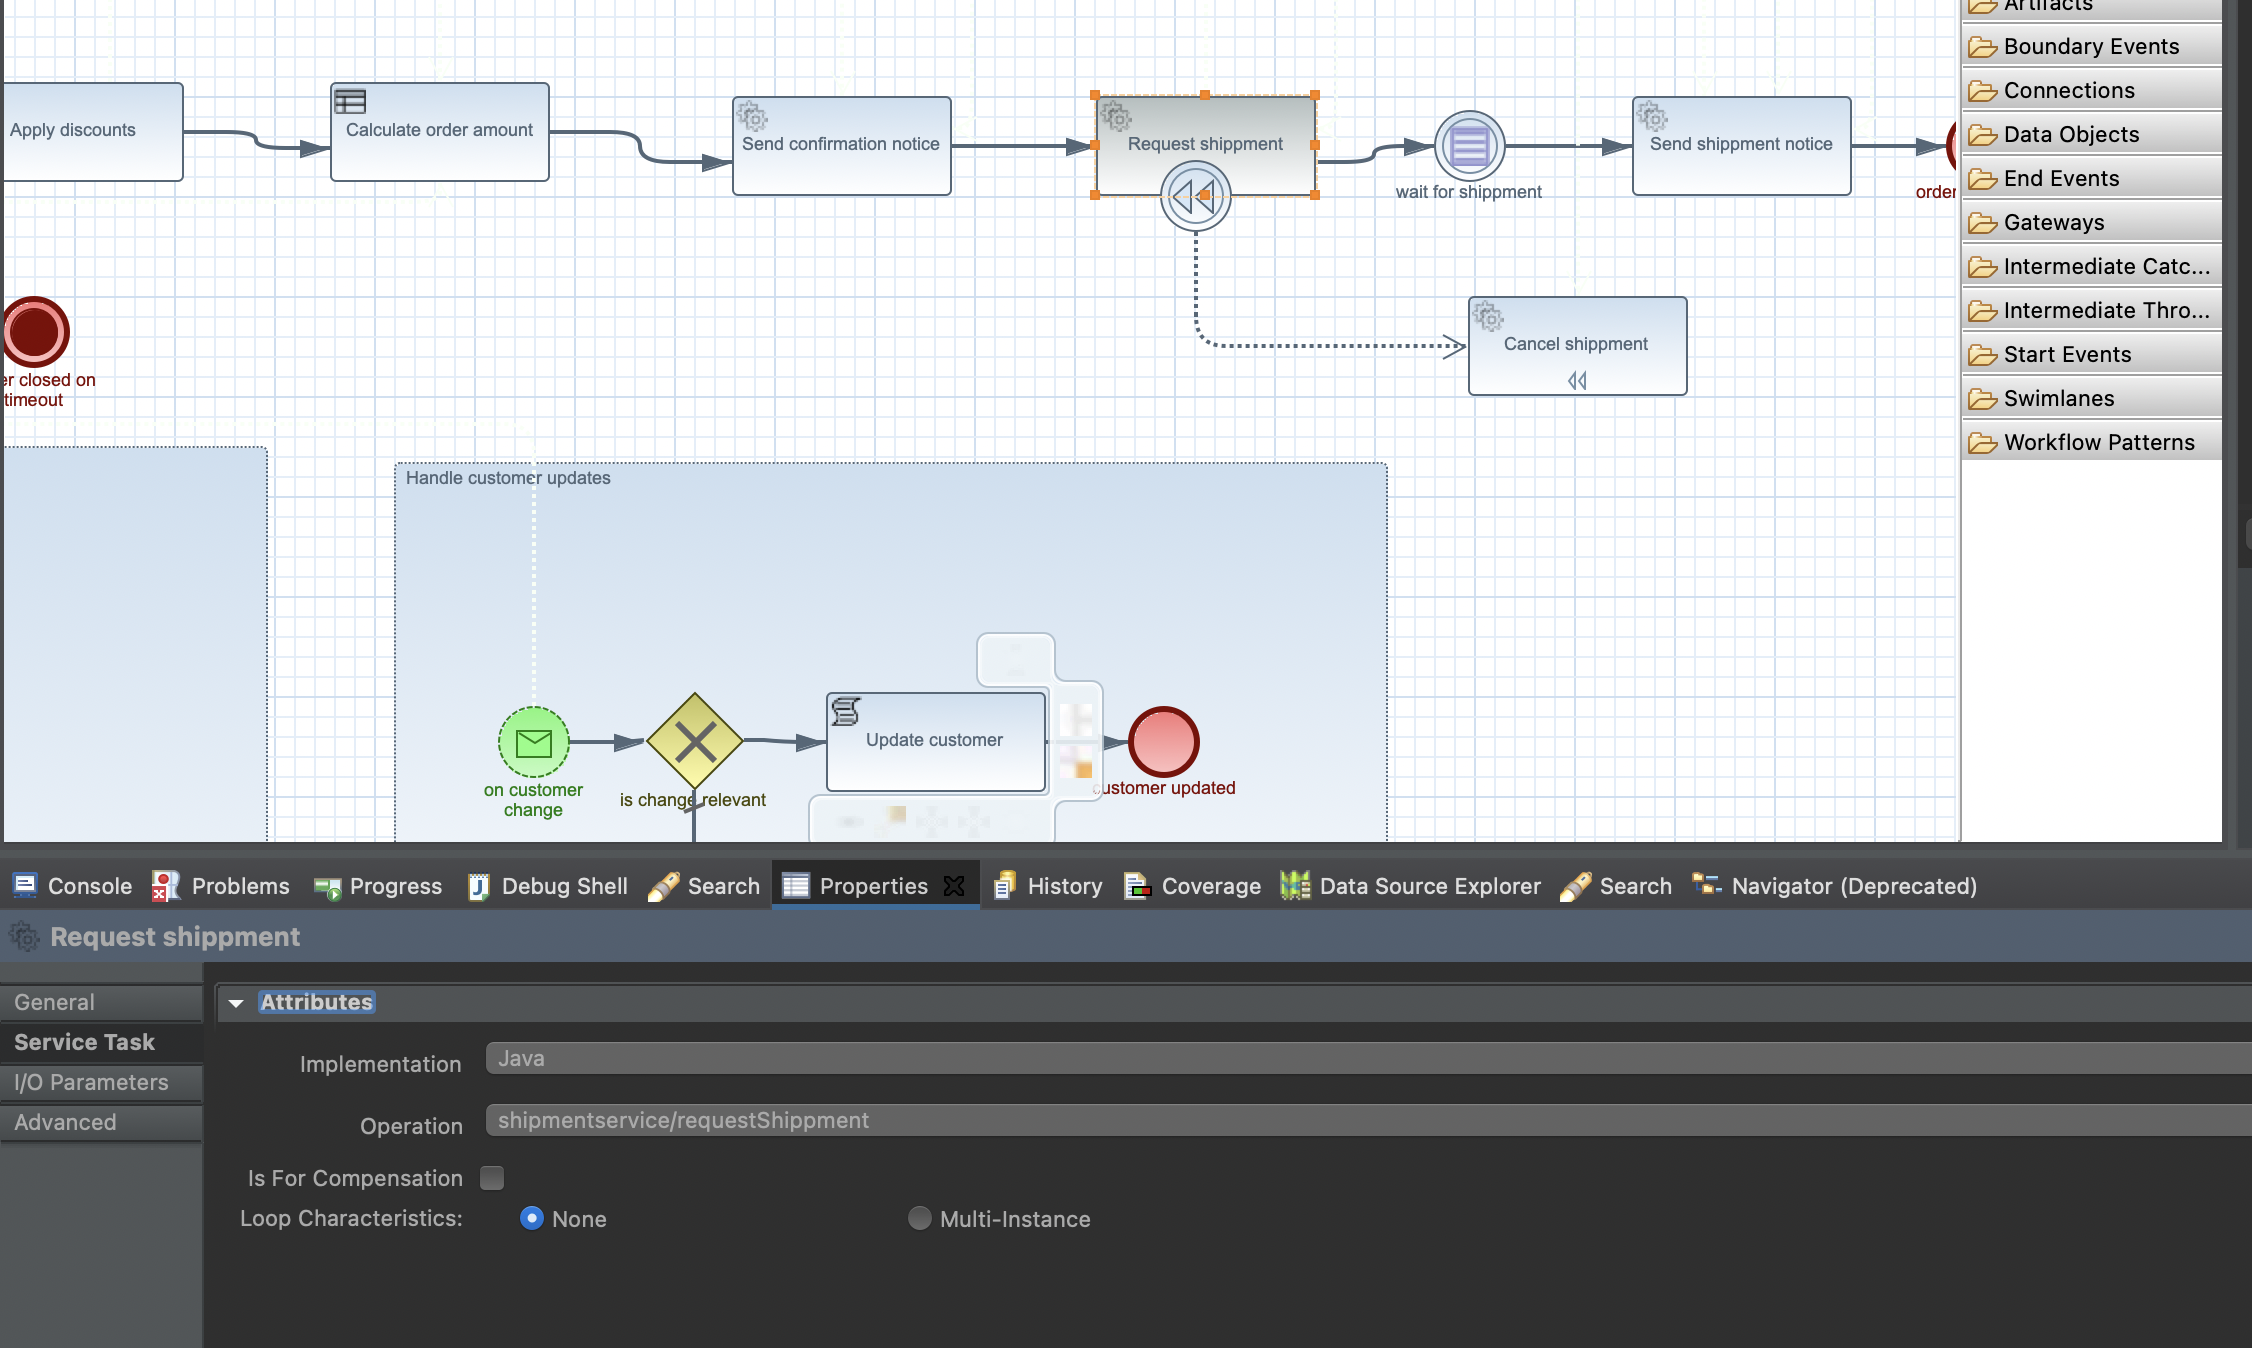 Artifacts
Boundary Events
Connections
Data Objects
End Events
Gateways
Intermediate Catc...
Intermediate Thro...
Start Events
Swimlanes
Workflow Patterns
Apply discounts
Calculate order amount
Send confirmation notice
Request shippment
wait for shippment
Send shippment notice
order
Cancel shippment
er closed on
timeout
Handle customer updates
on customer
change
is change relevant
Update customer
customer updated
Console
Problems
Progress
Debug Shell
Search
Properties
History
Coverage
Data Source Explorer
Search
Navigator (Deprecated)
Request shippment
General
Service Task
I/O Parameters
Advanced
Attributes
Implementation
Java
Operation
shipmentservice/requestShippment
Is For Compensation
Loop Characteristics:
None
Multi-Instance